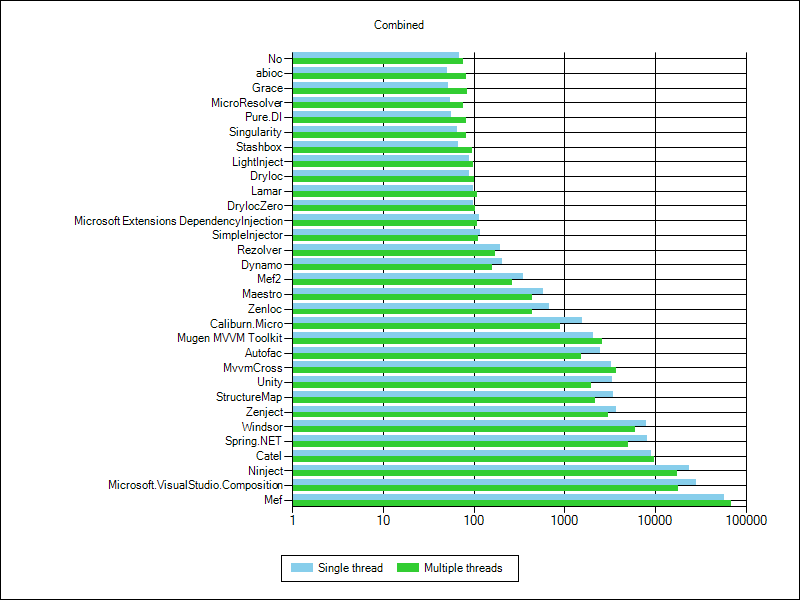 Combined
No
abioc
Grace
MicroResolver
Pure.DI
Singularity
Stashbox
LightInject
DryIoc
Lamar
DryIocZero
Microsoft Extensions DependencyInjection
SimpleInjector
Rezolver
Dynamo
Mef2
Maestro
ZenIoc
Caliburn.Micro
Mugen MVVM Toolkit
Autofac
MvvmCross
Unity
StructureMap
Zenject
Windsor
Spring.NET
Catel
Ninject
Microsoft.VisualStudio.Composition
Mef
1 10 100 1000 10000 100000
Single thread Multiple threads